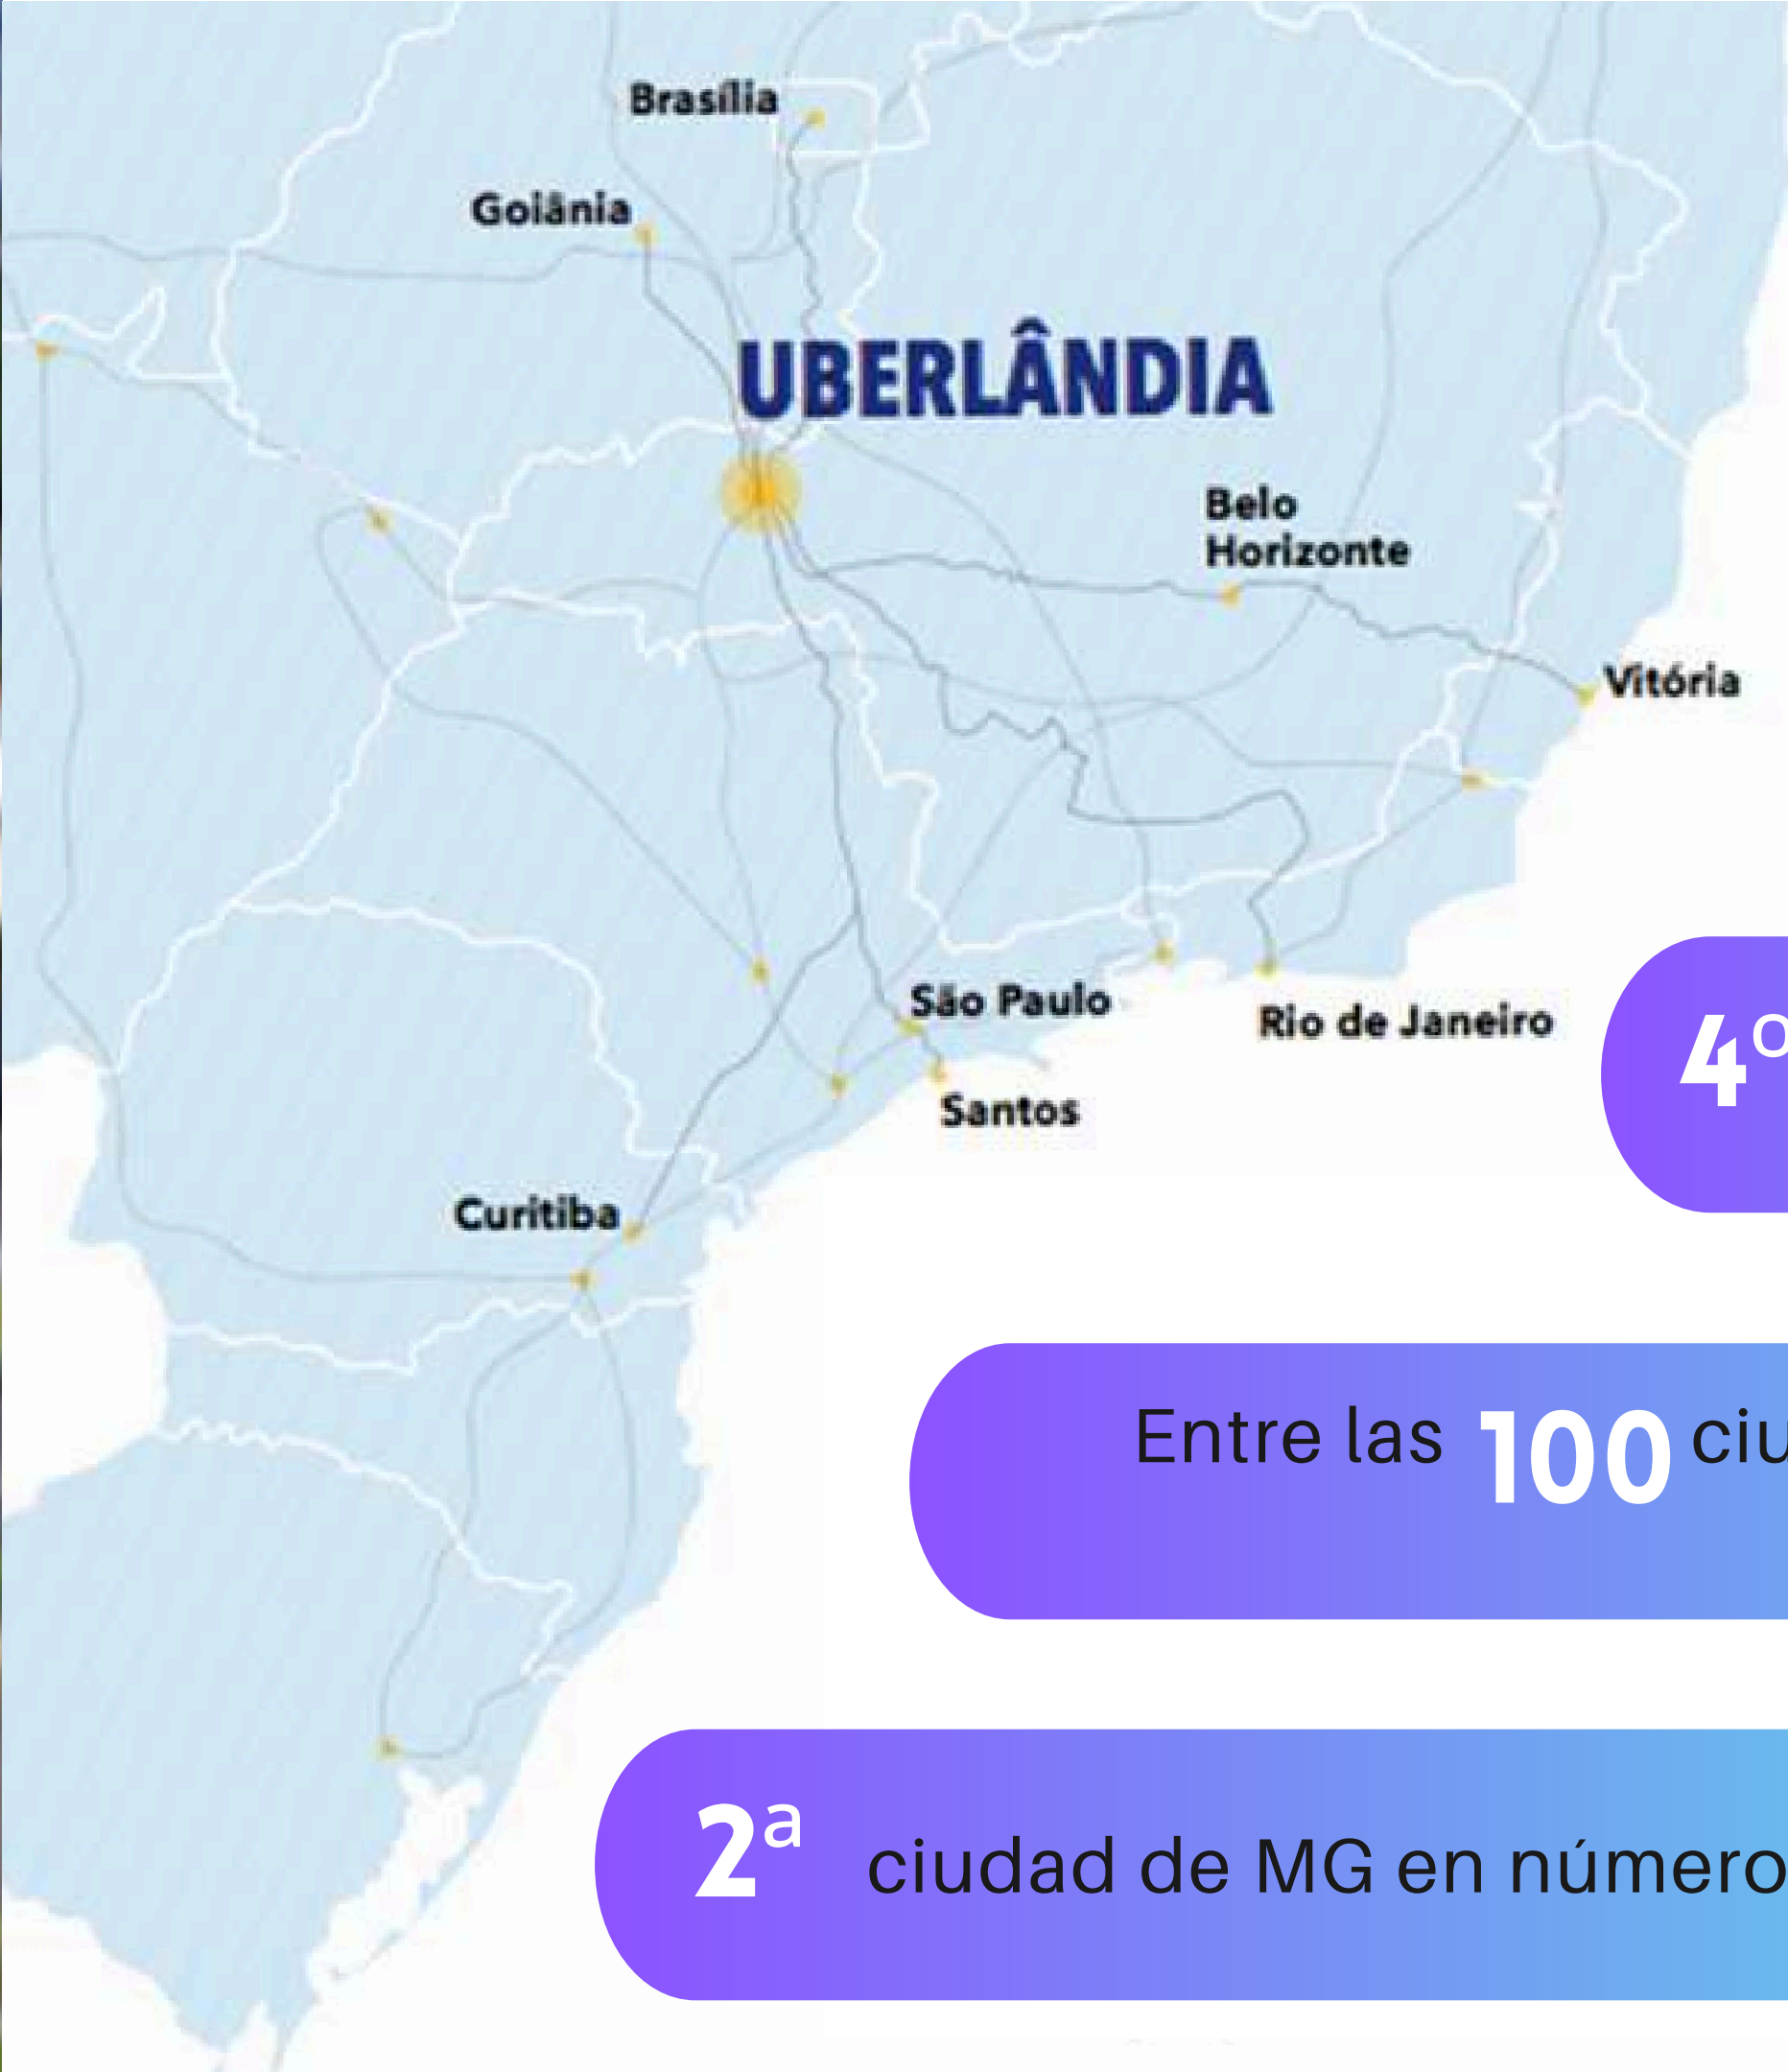 Brasília
Goiânia
UBERLÂNDIA
Belo
Horizonte
Vitória
São Paulo
Rio de Janeiro
Santos
Curitiba
4º
Entre las 100
2ª ciudad de MG en número